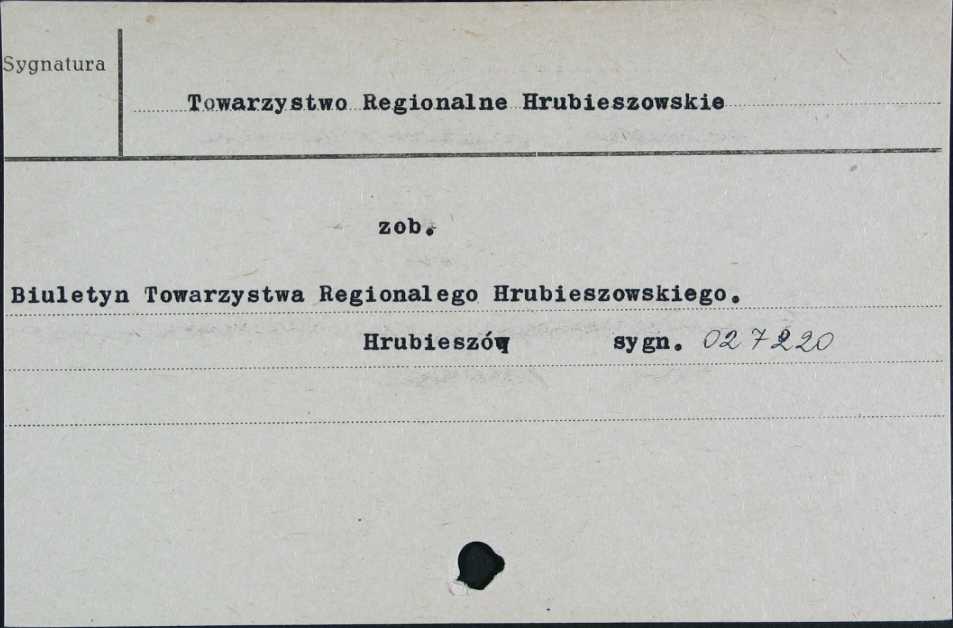 Sygnatura
Towarzystwo Regionalne Hrubieszowskie
zob.
Biuletyn Towarzystwa Regionalego Hrubieszowskiego.
Hrubieszów sygn. 027220